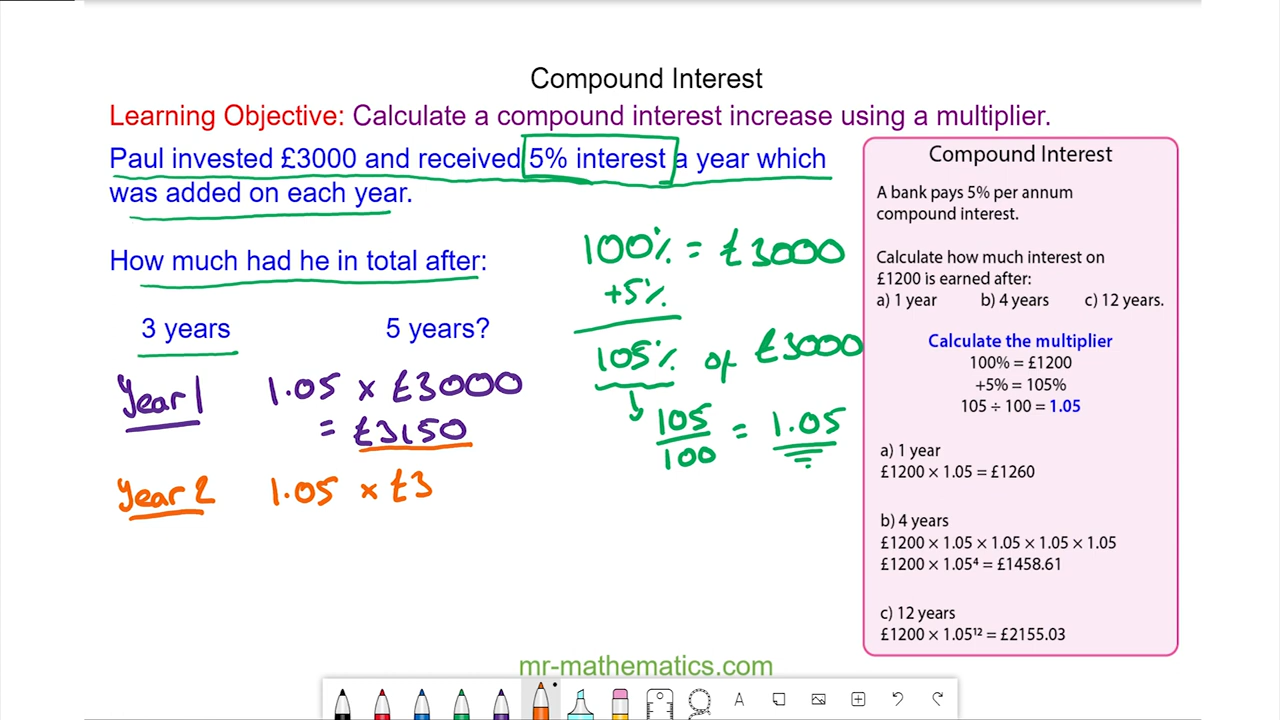 Compound Interest
Learning Objective: Calculate a compound interest increase using a multiplier.
Paul invested £3000 and received 5% interest a year which
was added on each year.
How much had he in total after:
3 years 5 years?
Year 1 1.05 × £3000
= £3150
Year 2 1.05 × £3
100% = £3000
+5%
105% of £3000
105
100
= 1.05
Compound Interest
A bank pays 5% per annum
compound interest.
Calculate how much interest on
£1200 is earned after:
a) 1 year b) 4 years c) 12 years.
Calculate the multiplier
100% = £1200
+5% = 105%
105 ÷ 100 = 1.05
a) 1 year
£1200 × 1.05 = £1260
b) 4 years
£1200 × 1.05 × 1.05 × 1.05 × 1.05
£1200 × 1.05⁴ = £1458.61
c) 12 years
£1200 × 1.05¹² = £2155.03
mr-mathematics.com
A